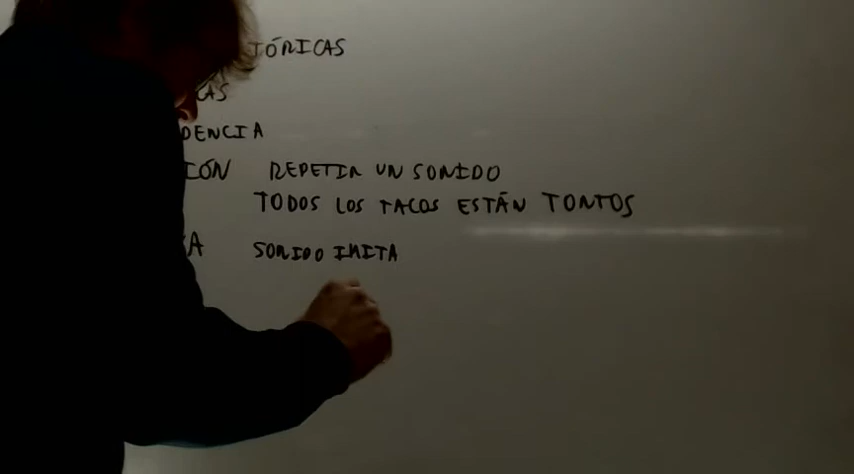 TÓRICAS
CAS
DENCIA
CIÓN REPETIR UN SONIDO
TODOS LOS TACOS ESTÁN TONTOS
A SONIDO IMITA